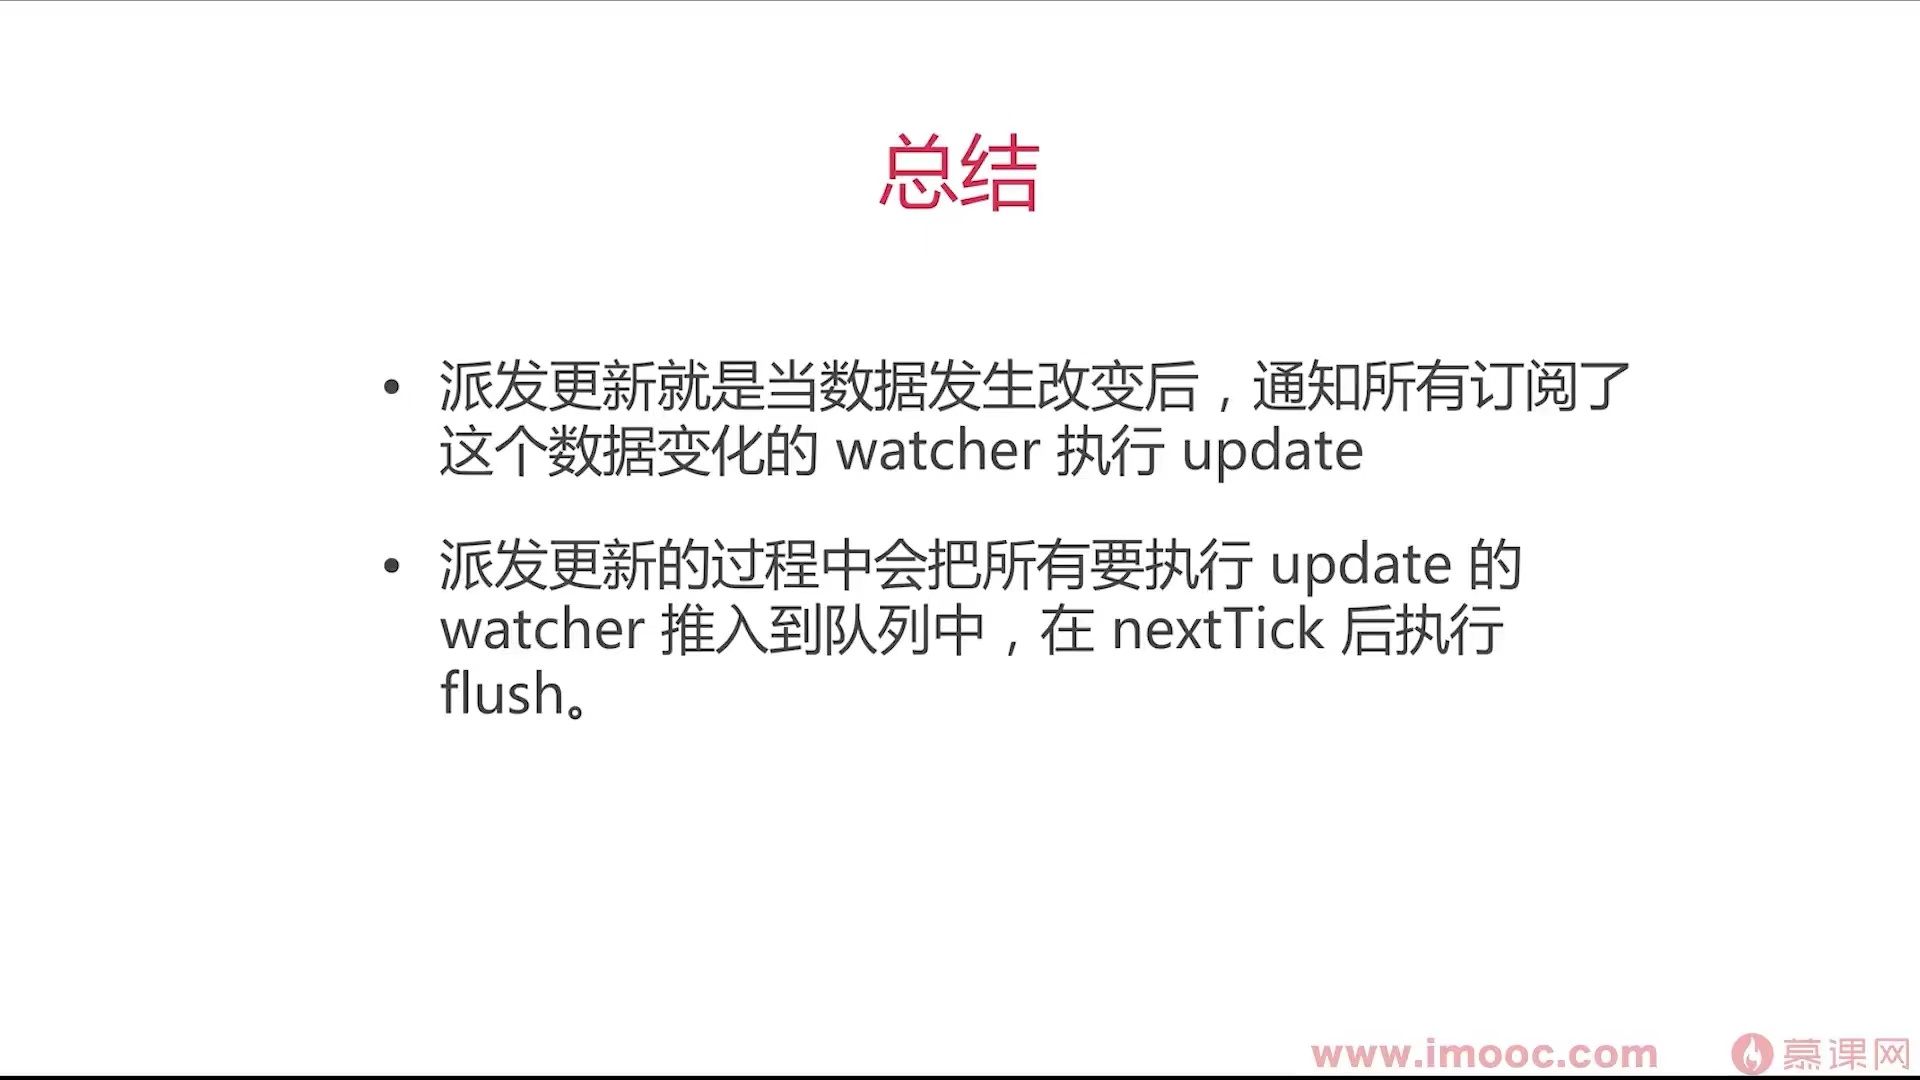 总结
• 派发更新就是当数据发生改变后，通知所有订阅了
这个数据变化的 watcher 执行 update
• 派发更新的过程中会把所有要执行 update 的
watcher 推入到队列中，在 nextTick 后执行
flush。
www.imooc.com 慕课网